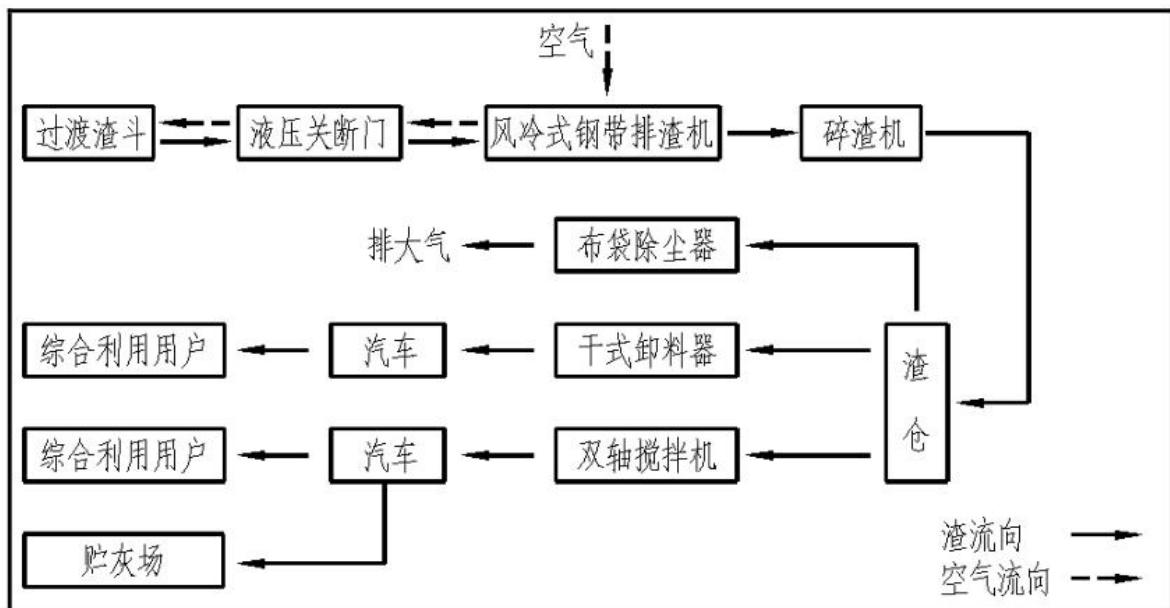 空气
过渡渣斗
液压关断门
风冷式钢带排渣机
碎渣机
排大气
布袋除尘器
综合利用用户
汽车
干式卸料器
渣仓
综合利用用户
汽车
双轴搅拌机
贮灰场
渣流向
空气流向